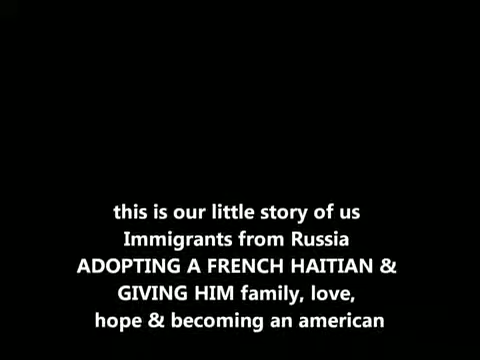 this is our little story of us
Immigrants from Russia
ADOPTING A FRENCH HAITIAN &
GIVING HIM family, love,
hope & becoming an american